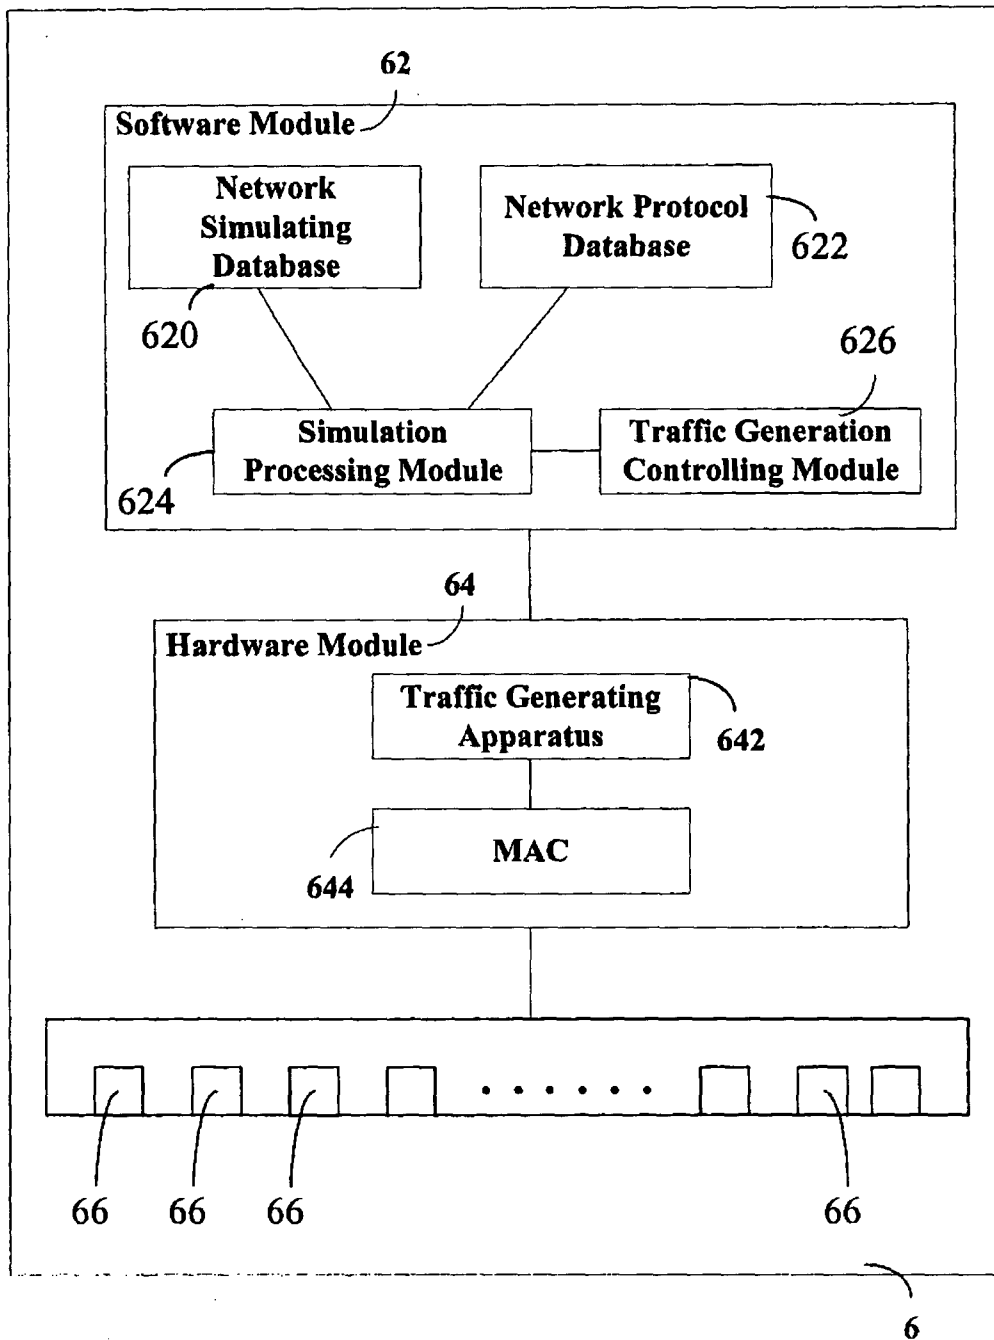 62
Software Module
Network
Simulating
Database
Network Protocol
Database
622
620
626
Simulation
Processing Module
Traffic Generation
Controlling Module
624
64
Hardware Module
Traffic Generating
Apparatus
642
MAC
644
66 66 66 66
6